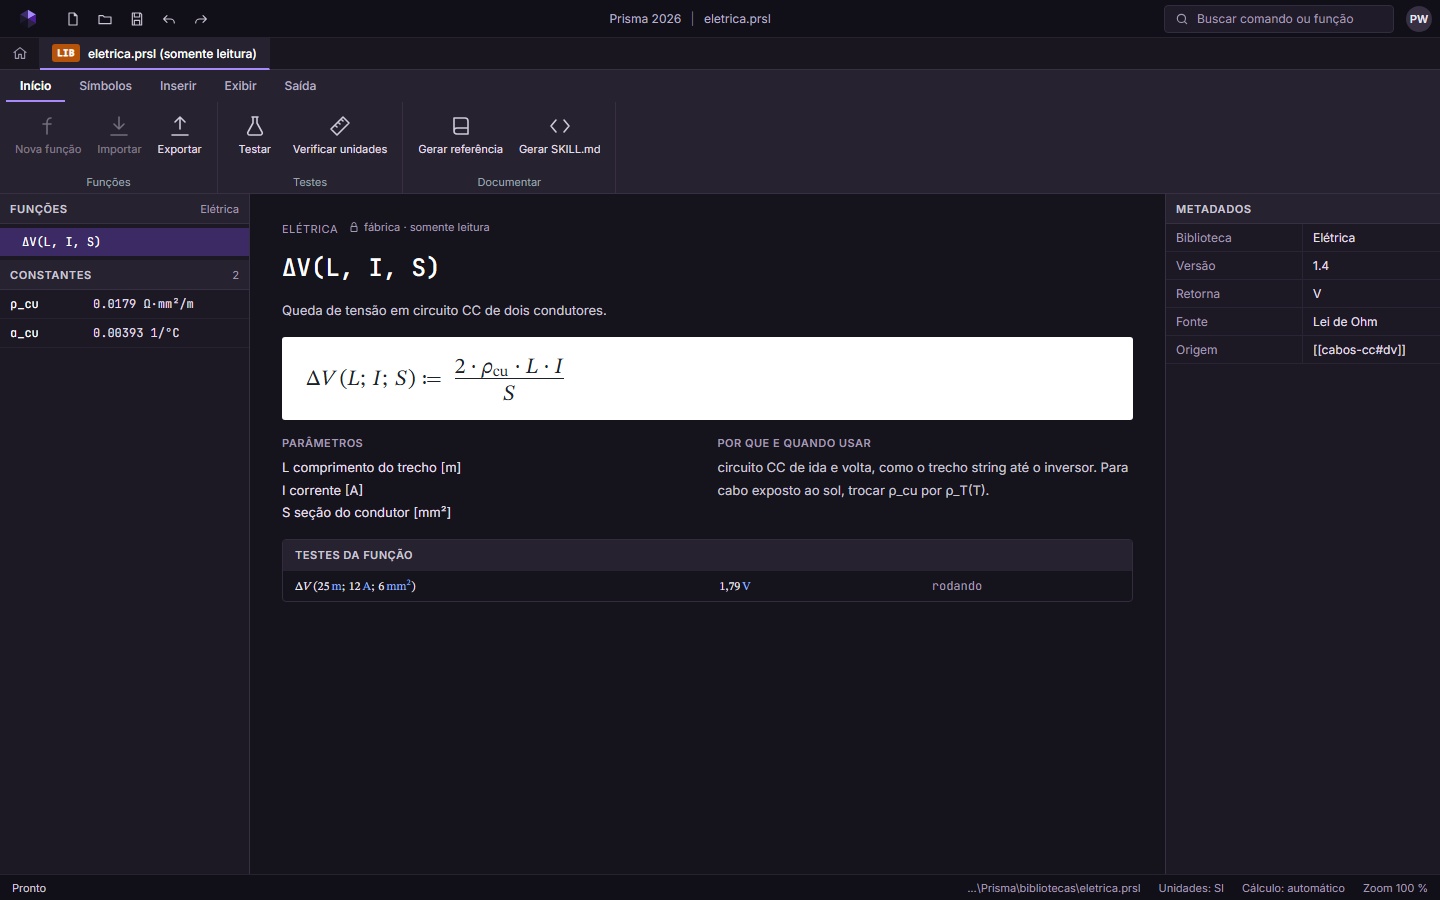 Prisma 2026 | eletrica.prsl
Buscar comando ou função
PW
LIB eletrica.prsl (somente leitura)
Início Símbolos Inserir Exibir Saída
Nova função Importar Exportar Testar Verificar unidades Gerar referência Gerar SKILL.md
Funções Testes Documentar
FUNÇÕES Elétrica
ΔV(L, I, S)
CONSTANTES 2
ρ_cu 0.0179 Ω·mm²/m
α_cu 0.00393 1/°C
ELÉTRICA fábrica · somente leitura
ΔV(L, I, S)
Queda de tensão em circuito CC de dois condutores.
ΔV(L; I; S) := 2 · ρcu · L · I / S
PARÂMETROS
L comprimento do trecho [m]
I corrente [A]
S seção do condutor [mm²]
POR QUE E QUANDO USAR
circuito CC de ida e volta, como o trecho string até o inversor. Para
cabo exposto ao sol, trocar ρ_cu por ρ_T(T).
TESTES DA FUNÇÃO
ΔV(25 m; 12 A; 6 mm²) 1,79 V rodando
METADADOS
Biblioteca Elétrica
Versão 1.4
Retorna V
Fonte Lei de Ohm
Origem [[cabos-cc#dv]]
Pronto
...\Prisma\bibliotecas\eletrica.prsl Unidades: SI Cálculo: automático Zoom 100 %